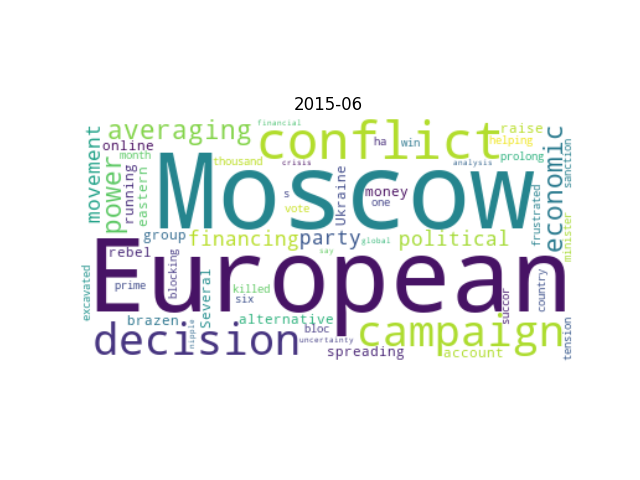 2015-06
financial
averaging
conflict
raise
movement
power
online
month
running
eastern
thousand
crisis
ha
win
helping
analysis
prolong
economic
sanction
Moscow
s
vote
Ukraine
money
one
frustrated
minister
group
financing
party
global
political
say
rebel
European
excavated
prime
blocking
killed
six
succor
country
brazen
Several
alternative
bloc
campaign
decision
nipple
uncertainty
spreading
account
tension